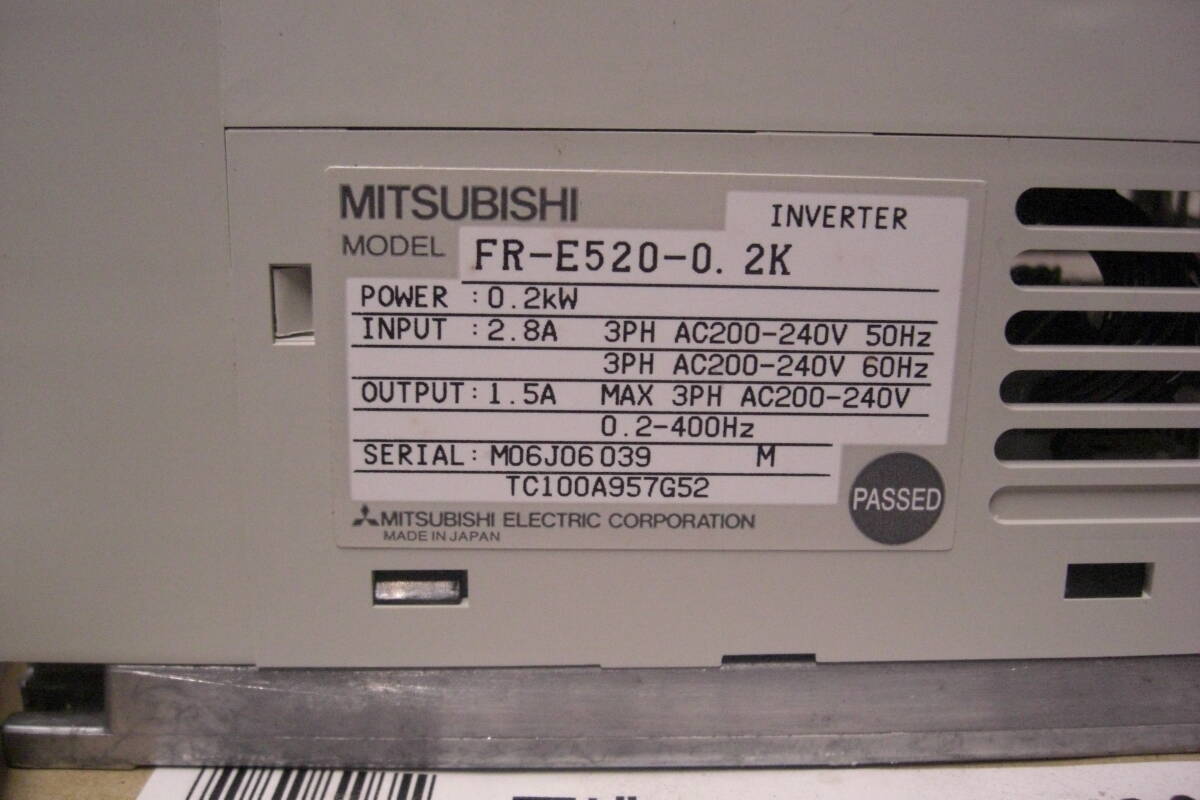 MITSUBISHI
INVERTER
MODEL FR-E520-0.2K
POWER :0.2kW
INPUT :2.8A 3PH AC200-240V 50Hz
3PH AC200-240V 60Hz
OUTPUT:1.5A MAX 3PH AC200-240V
0.2-400Hz
SERIAL:M06J06039 M
TC100A957G52
PASSED
MITSUBISHI ELECTRIC CORPORATION
MADE IN JAPAN